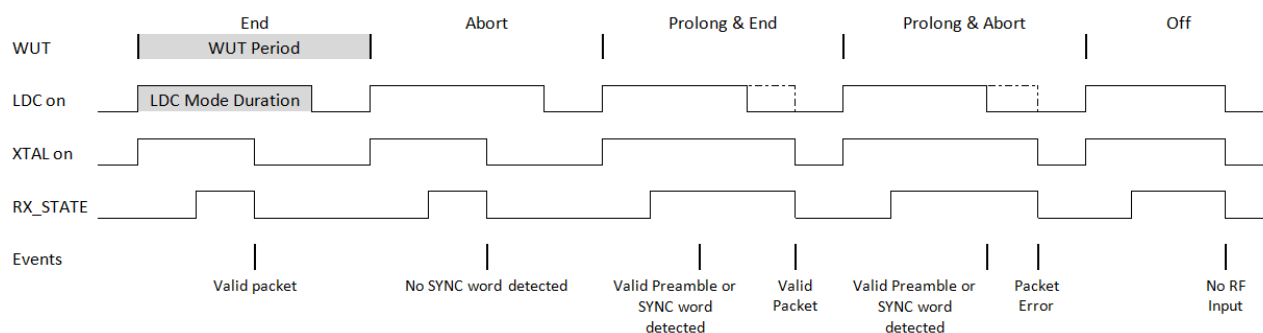 End Abort Prolong & End Prolong & Abort Off
WUT WUT Period
LDC on LDC Mode Duration
XTAL on
RX_STATE
Events
Valid packet
No SYNC word detected
Valid Preamble or
SYNC word
detected
Valid
Packet
Valid Preamble or
SYNC word
detected
Packet
Error
No RF
Input